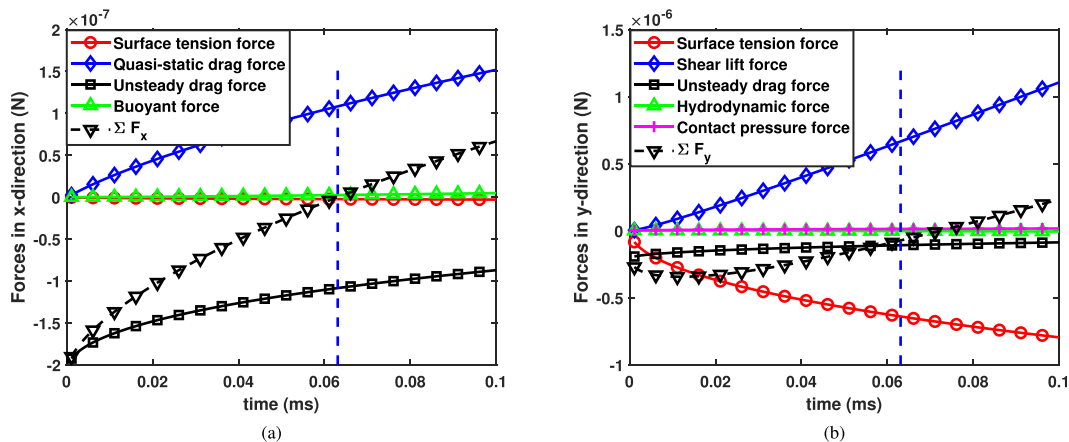 ×10⁻⁷
2
1.5
1
0.5
0
-0.5
-1
-1.5
-2
Forces in x-direction (N)
Surface tension force
Quasi-static drag force
Unsteady drag force
Buoyant force
· Σ Fₓ
0
0.02
0.04
0.06
0.08
0.1
time (ms)
(a)
×10⁻⁶
1.5
1
0.5
0
-0.5
-1
Forces in y-direction (N)
Surface tension force
Shear lift force
Unsteady drag force
Hydrodynamic force
Contact pressure force
· Σ F_y
0
0.02
0.04
0.06
0.08
0.1
time (ms)
(b)